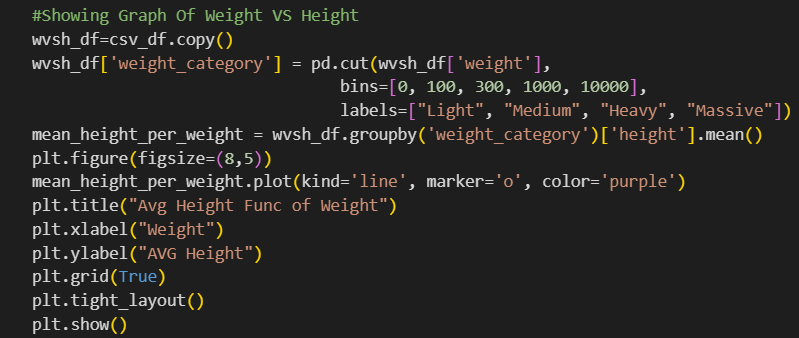 #Showing Graph Of Weight VS Height
wvsh_df=csv_df.copy()
wvsh_df['weight_category'] = pd.cut(wvsh_df['weight'],
                                    bins=[0, 100, 300, 1000, 10000],
                                    labels=["Light", "Medium", "Heavy", "Massive"])
mean_height_per_weight = wvsh_df.groupby('weight_category')['height'].mean()
plt.figure(figsize=(8,5))
mean_height_per_weight.plot(kind='line', marker='o', color='purple')
plt.title("Avg Height Func of Weight")
plt.xlabel("Weight")
plt.ylabel("AVG Height")
plt.grid(True)
plt.tight_layout()
plt.show()